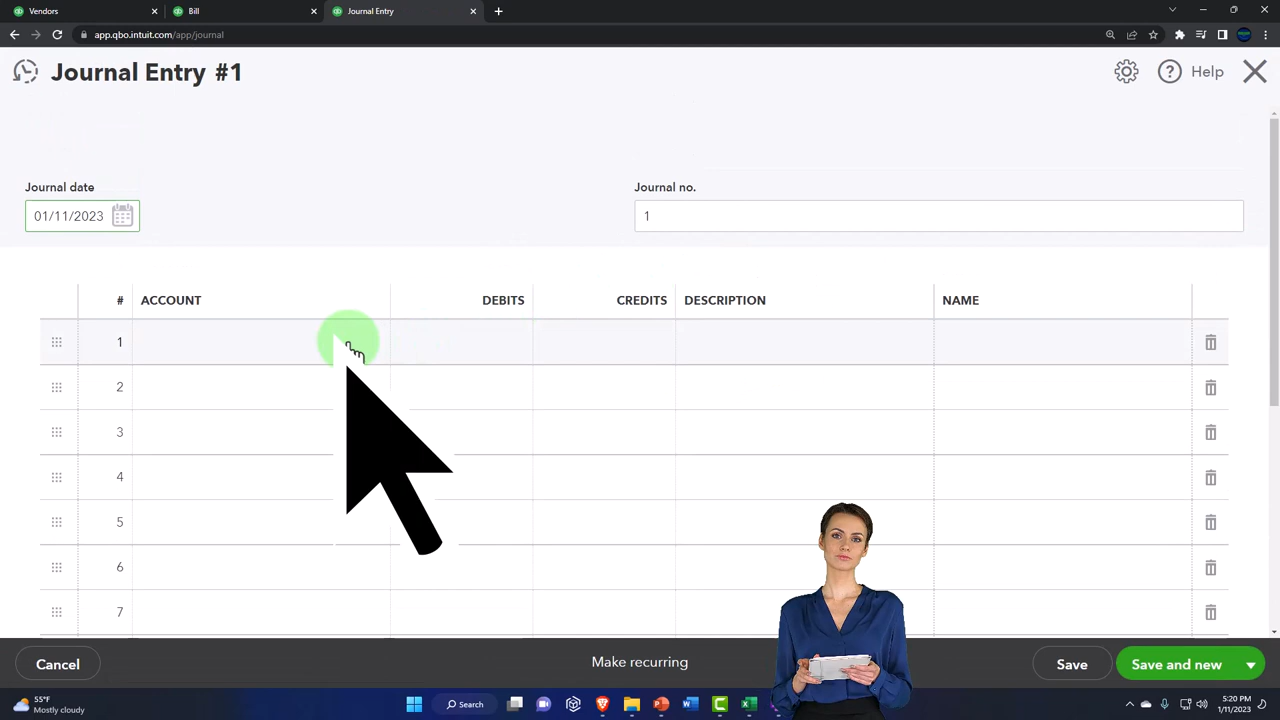 Vendors
Bill
Journal Entry
app.qbo.intuit.com/app/journal
Journal Entry #1
Help
Journal date
Journal no.
01/11/2023
1
# ACCOUNT DEBITS CREDITS DESCRIPTION NAME
1
2
3
4
5
6
7
Cancel
Make recurring
Save
Save and new
55°F
Mostly cloudy
Search
5:20 PM
1/11/2023